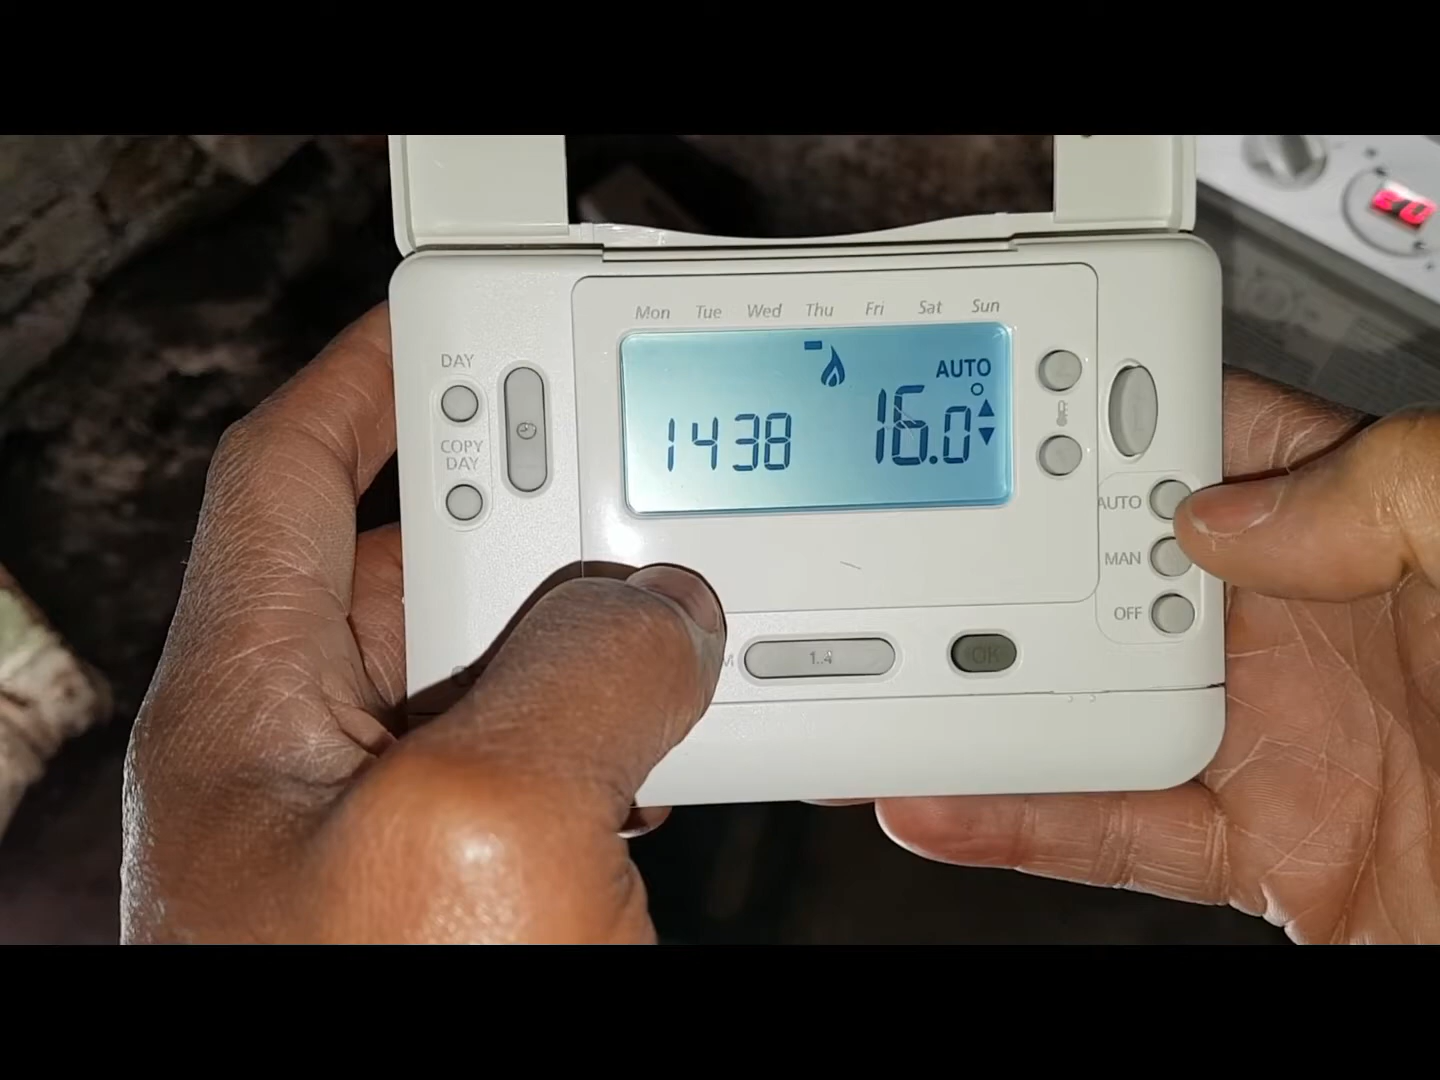 Mon Tue Wed Thu Fri Sat Sun
DAY
COPY
DAY
AUTO
1438 16.0
AUTO
MAN
OFF
1..4
OK